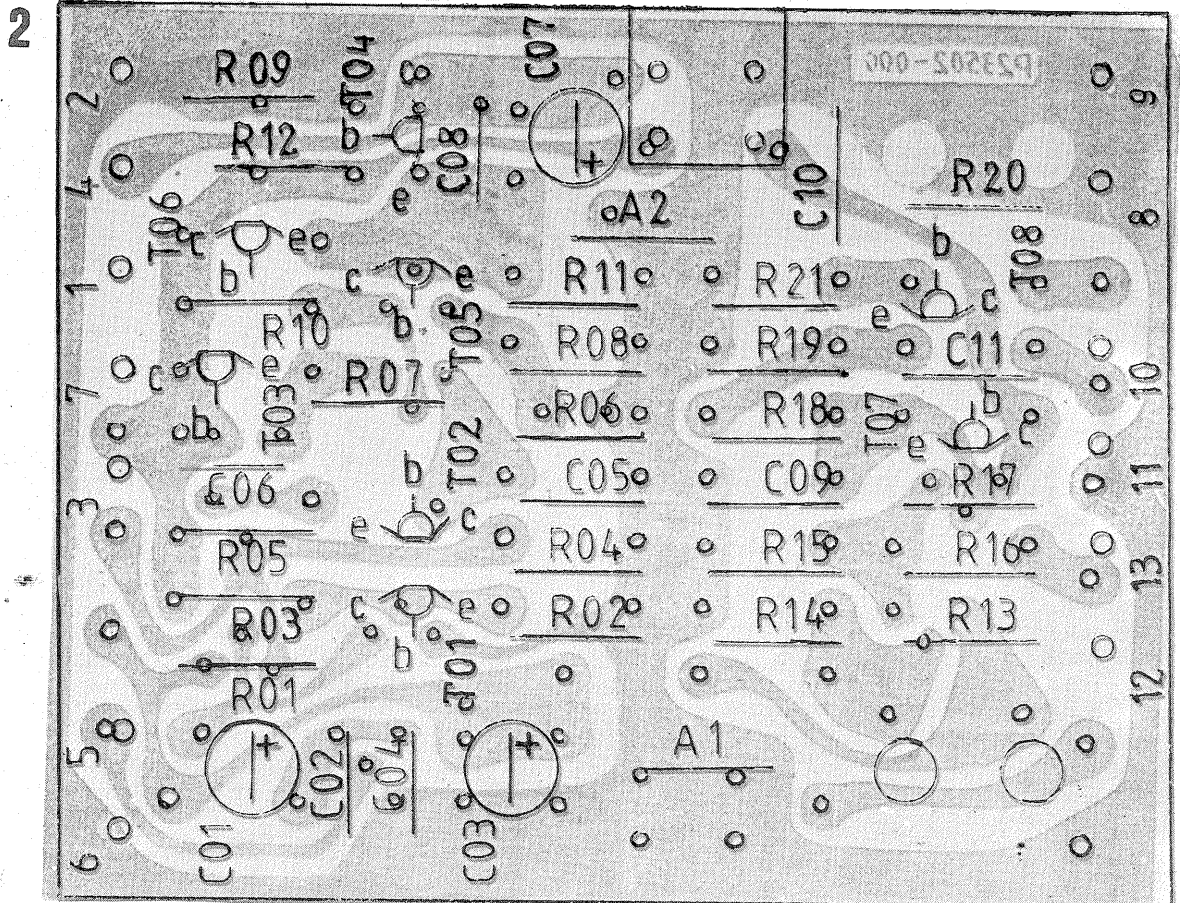 2
R09
T04
C07
P23502-000
2
9
R12
b
C08
+
4
e
C10
R20
8
T06
c
e
A2
b
T08
b
c
e
R11
R21
c
1
R10
b
T05
e
R08
R19
C11
c
e
R07
10
7
b
T03
R06
R18
T07
b
e
c
T02
b
C06
C05
C09
R17
11
3
e
c
R05
R04
R15
R16
13
c
e
R03
R02
R14
R13
b
T01
R01
12
5
+
C02
C04
+
A1
6
C01
C03